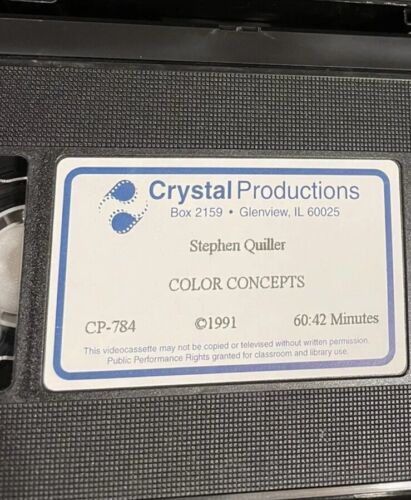 Crystal Productions
Box 2159 • Glenview, IL 60025
Stephen Quiller
COLOR CONCEPTS
CP-784 ©1991 60:42 Minutes
This videocassette may not be copied or televised without written permission.
Public Performance Rights granted for classroom and library use.